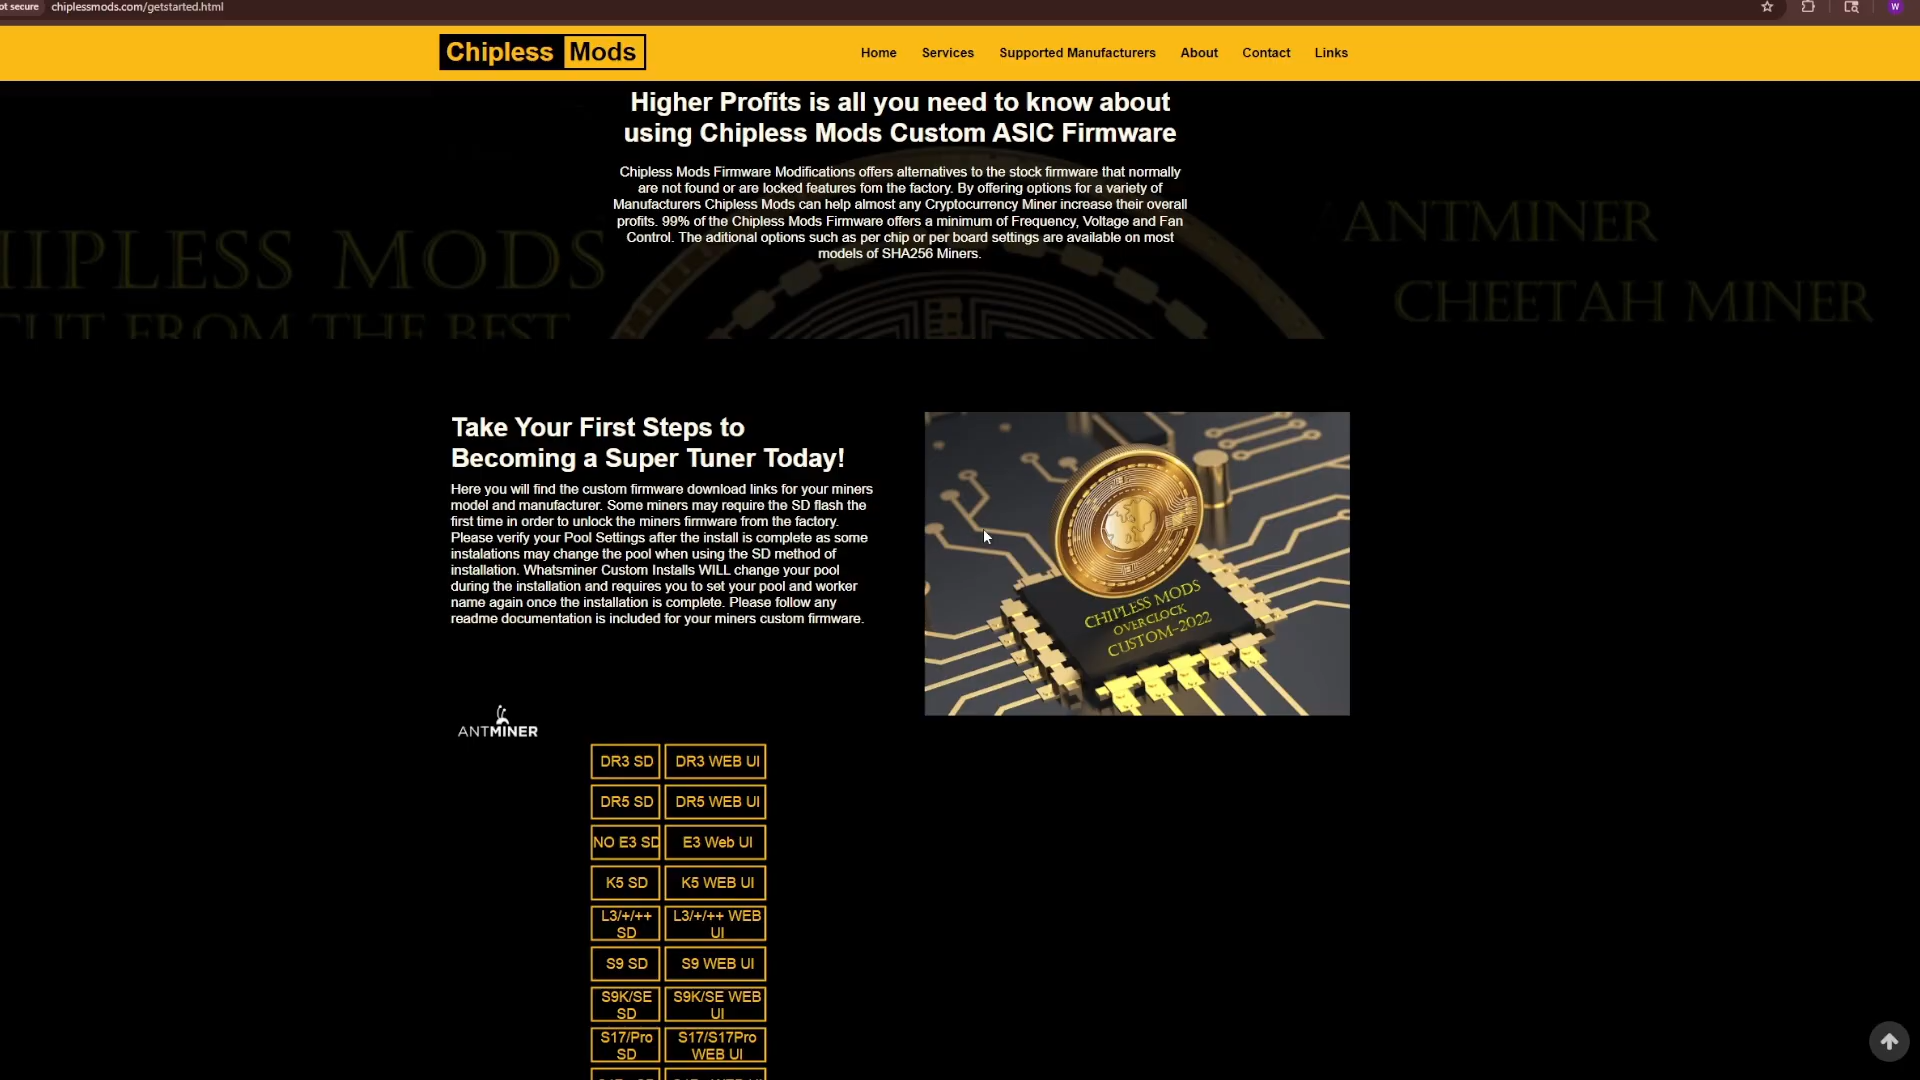 ot secure chiplessmods.com/getstarted.html
W
Chipless Mods
Home Services Supported Manufacturers About Contact Links
Higher Profits is all you need to know about
using Chipless Mods Custom ASIC Firmware
Chipless Mods Firmware Modifications offers alternatives to the stock firmware that normally
are not found or are locked features fom the factory. By offering options for a variety of
Manufacturers Chipless Mods can help almost any Cryptocurrency Miner increase their overall
profits. 99% of the Chipless Mods Firmware offers a minimum of Frequency, Voltage and Fan
Control. The aditional options such as per chip or per board settings are available on most
models of SHA256 Miners.
HIPLESS MODS
CUT FROM THE BEST
ANTMINER
CHEETAH MINER
Take Your First Steps to
Becoming a Super Tuner Today!
Here you will find the custom firmware download links for your miners
model and manufacturer. Some miners may require the SD flash the
first time in order to unlock the miners firmware from the factory.
Please verify your Pool Settings after the install is complete as some
instalations may change the pool when using the SD method of
installation. Whatsminer Custom Installs WILL change your pool
during the installation and requires you to set your pool and worker
name again once the installation is complete. Please follow any
readme documentation is included for your miners custom firmware.
CHIPLESS MODS
OVERCLOCK
CUSTOM-2022
ANTMINER
DR3 SD DR3 WEB UI
DR5 SD DR5 WEB UI
NO E3 SD E3 Web UI
K5 SD K5 WEB UI
L3/+/++ SD L3/+/++ WEB UI
S9 SD S9 WEB UI
S9K/SE SD S9K/SE WEB UI
S17/Pro SD S17/S17Pro WEB UI